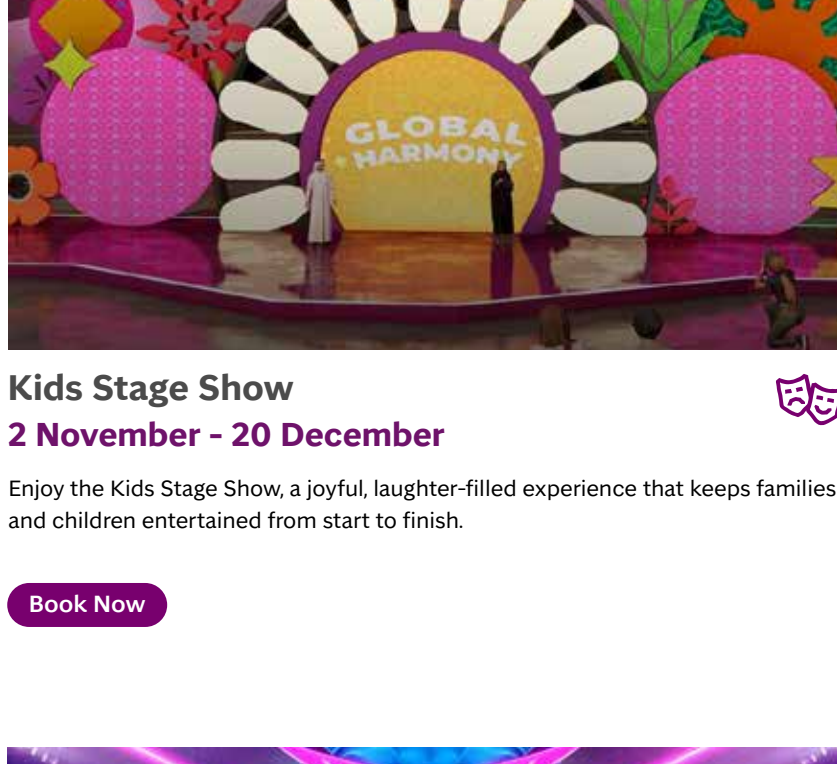 GLOBAL
HARMONY
Kids Stage Show
2 November - 20 December
Enjoy the Kids Stage Show, a joyful, laughter-filled experience that keeps families
and children entertained from start to finish.
Book Now